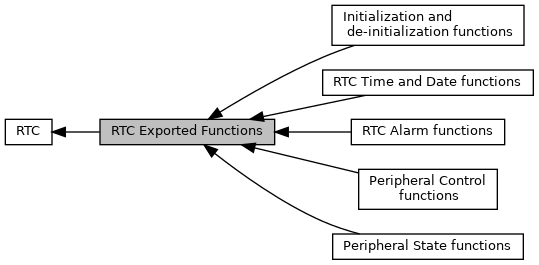 Initialization and
de-initialization functions
RTC Time and Date functions
RTC
RTC Exported Functions
RTC Alarm functions
Peripheral Control
functions
Peripheral State functions